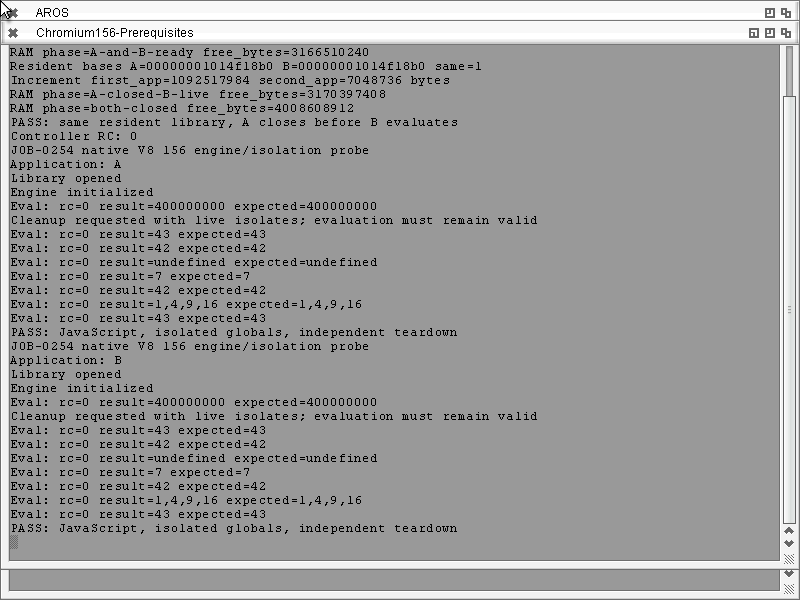 AROS
Chromium156-Prerequisites
RAM phase=A-and-B-ready free_bytes=3166510240
Resident bases A=00000001014f18b0 B=00000001014f18b0 same=1
Increment first_app=1092517984 second_app=7048736 bytes
RAM phase=A-closed-B-live free_bytes=3170397408
RAM phase=both-closed free_bytes=4008608912
PASS: same resident library, A closes before B evaluates
Controller RC: 0
JOB-0254 native V8 156 engine/isolation probe
Application: A
Library opened
Engine initialized
Eval: rc=0 result=400000000 expected=400000000
Cleanup requested with live isolates; evaluation must remain valid
Eval: rc=0 result=43 expected=43
Eval: rc=0 result=42 expected=42
Eval: rc=0 result=undefined expected=undefined
Eval: rc=0 result=7 expected=7
Eval: rc=0 result=42 expected=42
Eval: rc=0 result=1,4,9,16 expected=1,4,9,16
Eval: rc=0 result=43 expected=43
PASS: JavaScript, isolated globals, independent teardown
JOB-0254 native V8 156 engine/isolation probe
Application: B
Library opened
Engine initialized
Eval: rc=0 result=400000000 expected=400000000
Cleanup requested with live isolates; evaluation must remain valid
Eval: rc=0 result=43 expected=43
Eval: rc=0 result=42 expected=42
Eval: rc=0 result=undefined expected=undefined
Eval: rc=0 result=7 expected=7
Eval: rc=0 result=42 expected=42
Eval: rc=0 result=1,4,9,16 expected=1,4,9,16
Eval: rc=0 result=43 expected=43
PASS: JavaScript, isolated globals, independent teardown